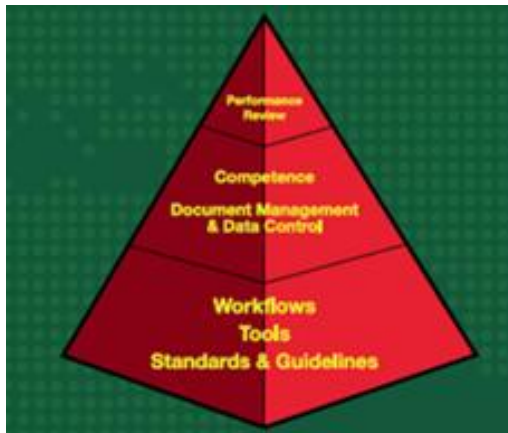 Performance
Review
Competence
Document Management
& Data Control
Workflows
Tools
Standards & Guidelines